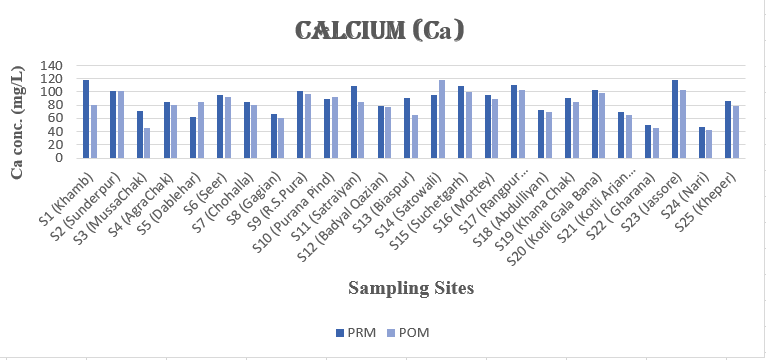 CALCIUM (Ca)
Ca conc. (mg/L)
140
120
100
80
60
40
20
0
S1 (Khamb)
S2 (Sunderpur)
S3 (MussaChak)
S4 (AgraChak)
S5 (Dablehar)
S6 (Seer)
S7 (Chohalla)
S8 (Gagian)
S9 (R.S.Pura)
S10 (Purana Pind)
S11 (Satraiyan)
S12 (Badyal Qazian)
S13 (Biaspur)
S14 (Satowali)
S15 (Suchetgarh)
S16 (Mottey)
S17 (Rangpur...
S18 (Abdulliyan)
S19 (Khana Chak)
S20 (Kotli Gala Bana)
S21 (Kotli Arjan...
S22 ( Gharana)
S23 (Jassore)
S24 (Nari)
S25 (Kheper)
Sampling Sites
PRM POM